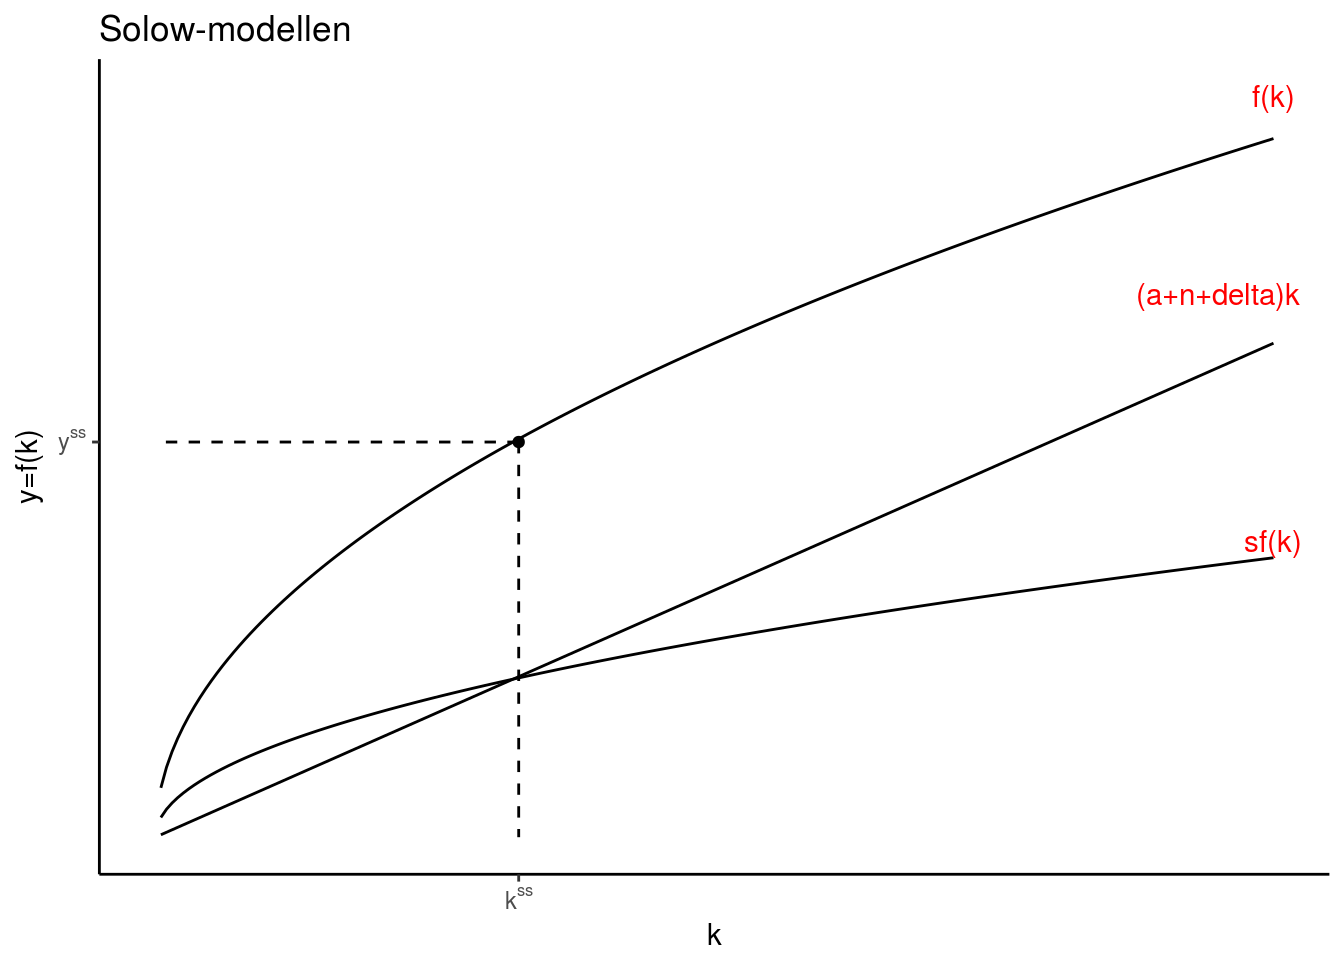 Solow-modellen
f(k)
(a+n+delta)k
y=f(k)
y^ss
sf(k)
k^ss
k